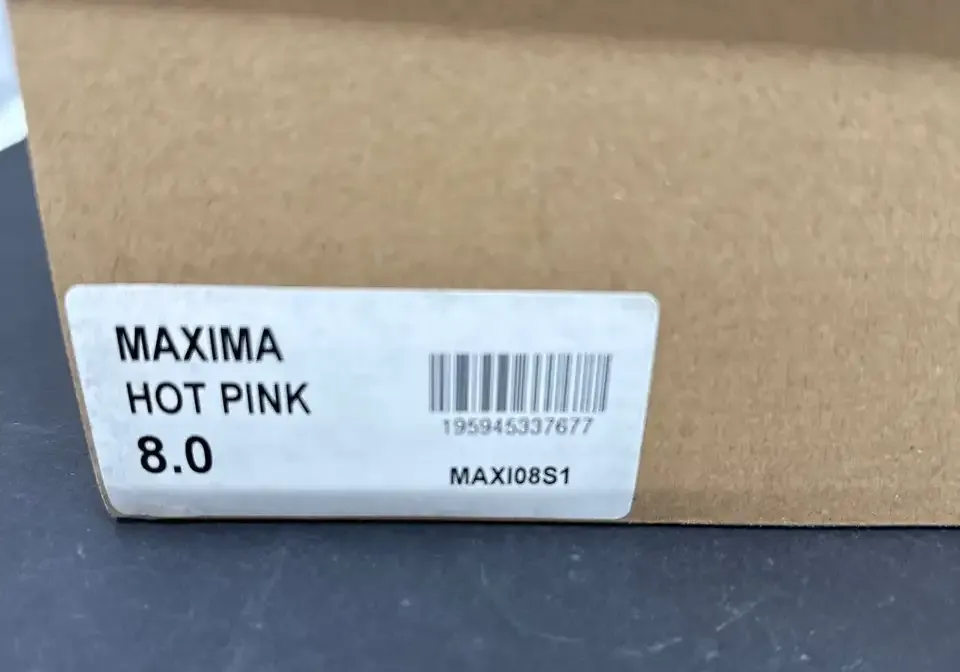 MAXIMA
HOT PINK
8.0
195945337677
MAXI08S1